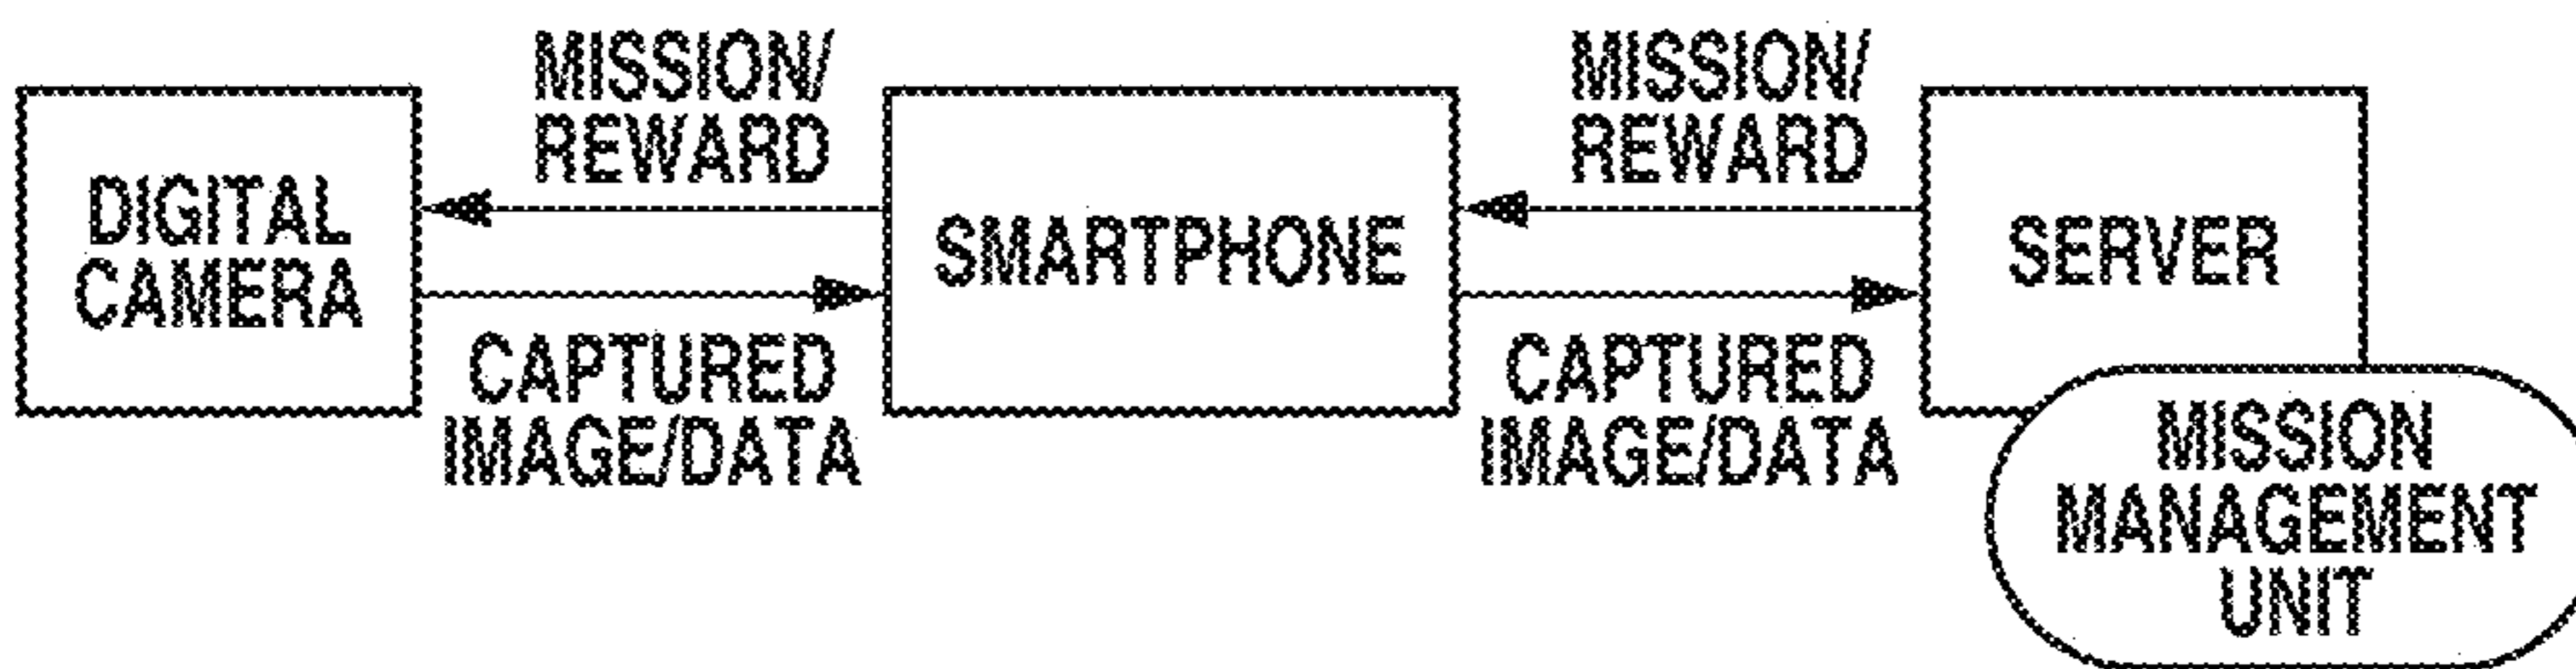 DIGITAL
CAMERA
MISSION/
REWARD
CAPTURED
IMAGE/DATA
SMARTPHONE
MISSION/
REWARD
CAPTURED
IMAGE/DATA
SERVER
MISSION
MANAGEMENT
UNIT